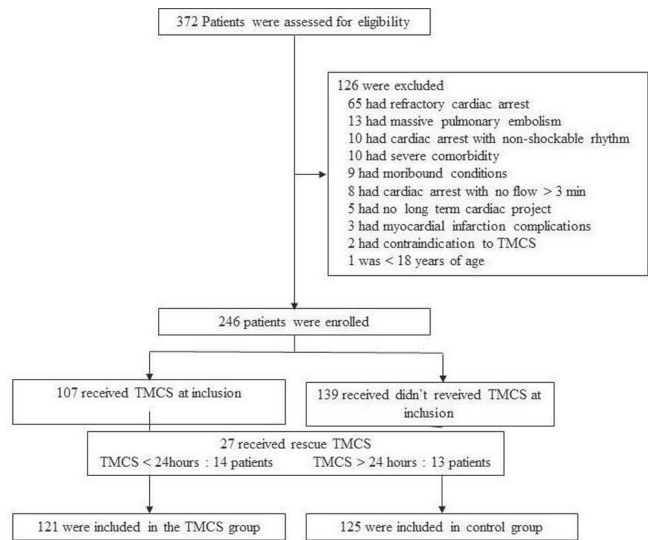 372 Patients were assessed for eligibility
126 were excluded
65 had refractory cardiac arrest
13 had massive pulmonary embolism
10 had cardiac arrest with non-shockable rhythm
10 had severe comorbidity
9 had moribound conditions
8 had cardiac arrest with no flow > 3 min
5 had no long term cardiac project
3 had myocardial infarction complications
2 had contraindication to TMCS
1 was < 18 years of age
246 patients were enrolled
107 received TMCS at inclusion
139 received didn't reveived TMCS at
inclusion
27 received rescue TMCS
TMCS < 24hours : 14 patients TMCS > 24 hours : 13 patients
121 were included in the TMCS group
125 were included in control group